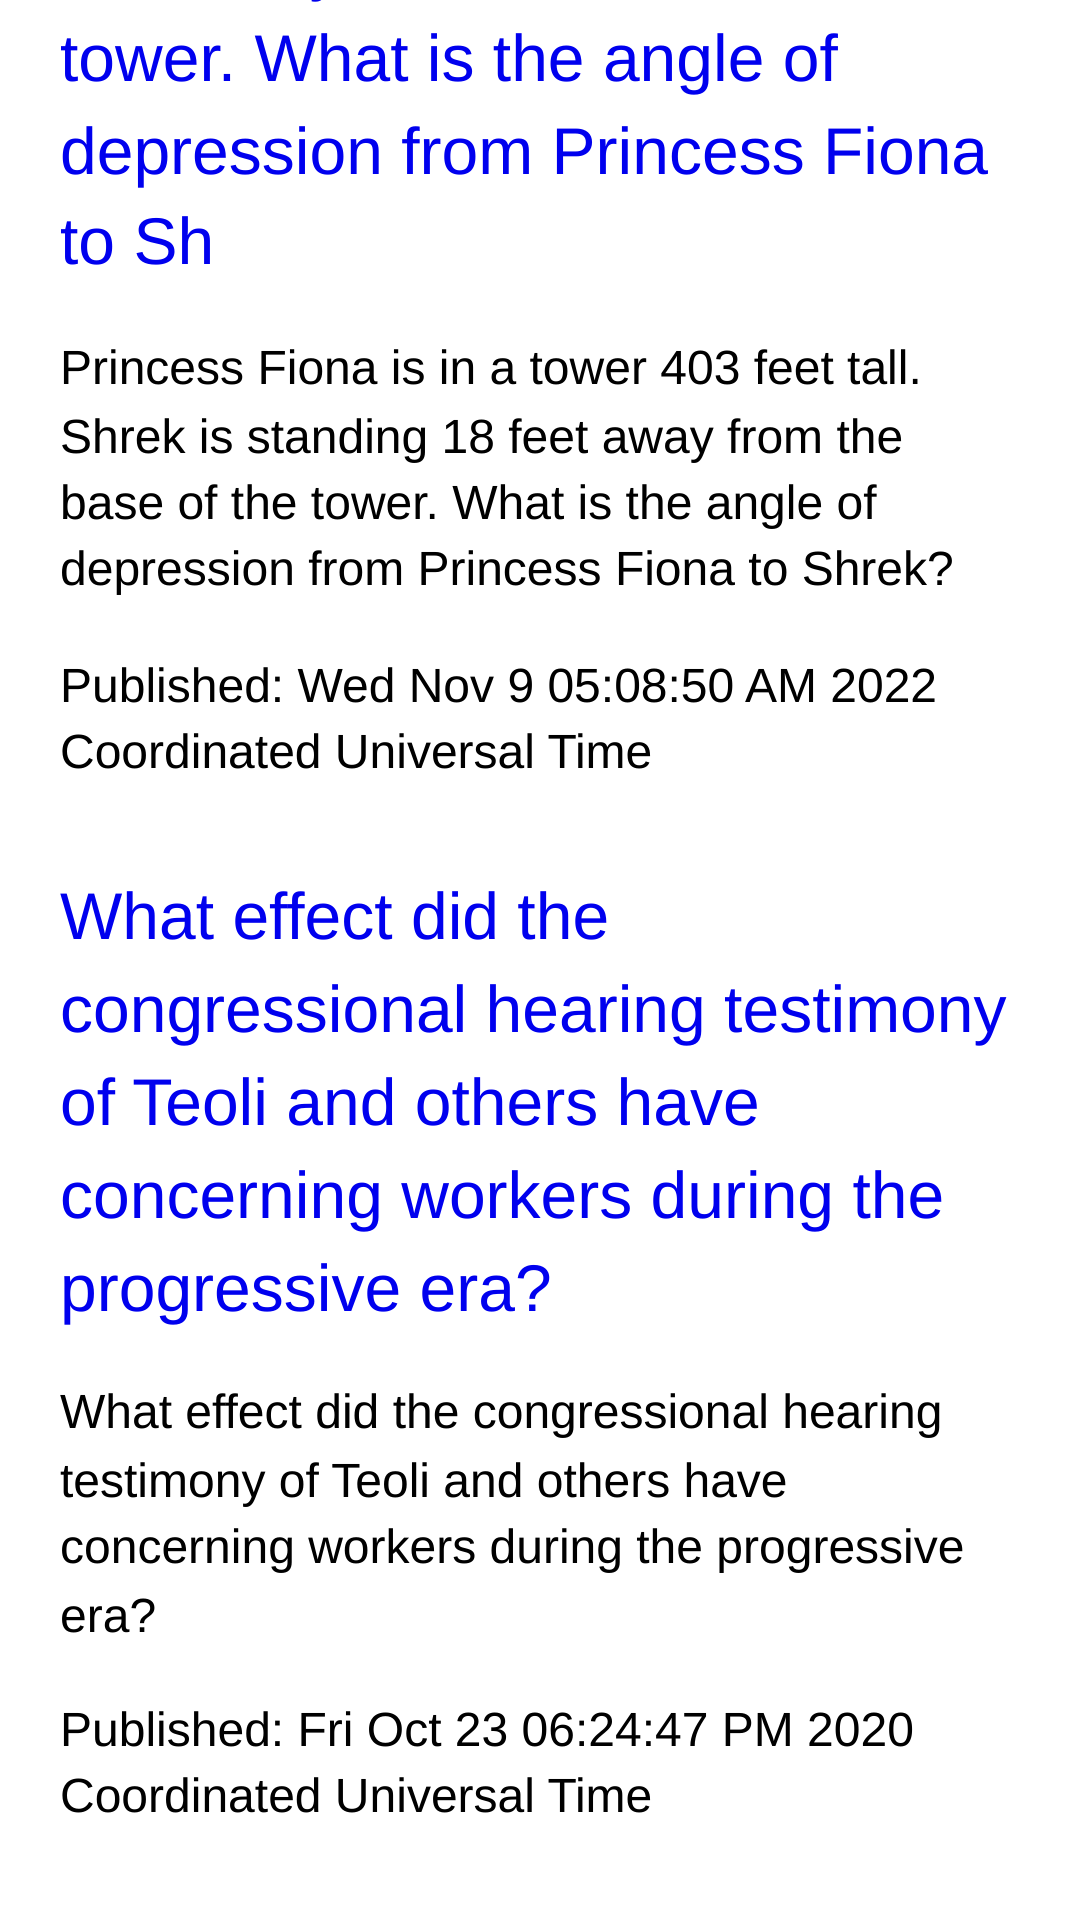 tower. What is the angle of
depression from Princess Fiona
to Sh
Princess Fiona is in a tower 403 feet tall.
Shrek is standing 18 feet away from the
base of the tower. What is the angle of
depression from Princess Fiona to Shrek?
Published: Wed Nov 9 05:08:50 AM 2022
Coordinated Universal Time
What effect did the
congressional hearing testimony
of Teoli and others have
concerning workers during the
progressive era?
What effect did the congressional hearing
testimony of Teoli and others have
concerning workers during the progressive
era?
Published: Fri Oct 23 06:24:47 PM 2020
Coordinated Universal Time